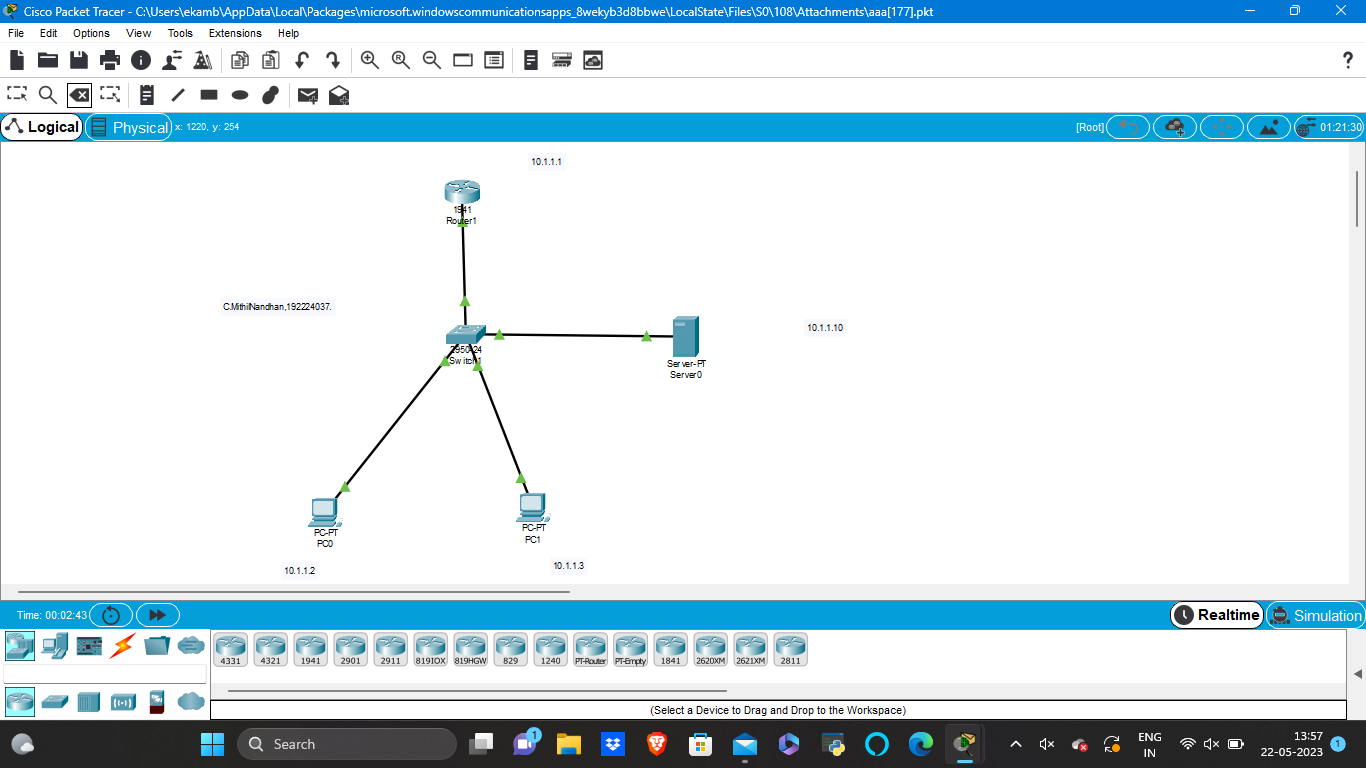 Cisco Packet Tracer - C:\Users\ekamb\AppData\Local\Packages\microsoft.windowscommunicationsapps_8wekyb3d8bbwe\LocalState\Files\S0\108\Attachments\aaa[177].pkt
File Edit Options View Tools Extensions Help
Logical Physical x: 1220, y: 254 [Root] 01:21:30
10.1.1.1
1941
Router1
C.MithilNandhan,192224037.
2950-24
Switch1
10.1.1.10
Server-PT
Server0
PC-PT
PC0
PC-PT
PC1
10.1.1.2
10.1.1.3
Time: 00:02:43 Realtime Simulation
4331 4321 1941 2901 2911 819IOX 819HGW 829 1240 PT-Router PT-Empty 1841 2620XM 2621XM 2811
(Select a Device to Drag and Drop to the Workspace)
Search 1 ENG 13:57
IN 22-05-2023 1